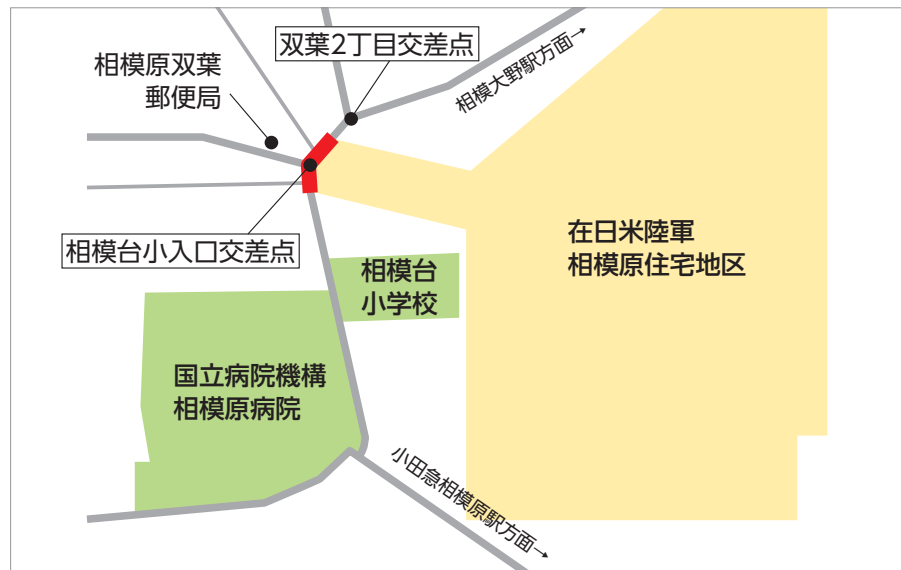 双葉2丁目交差点
相模原双葉
郵便局
相模大野駅方面→
相模台小入口交差点
在日米陸軍
相模原住宅地区
相模台
小学校
国立病院機構
相模原病院
小田急相模原駅方面→